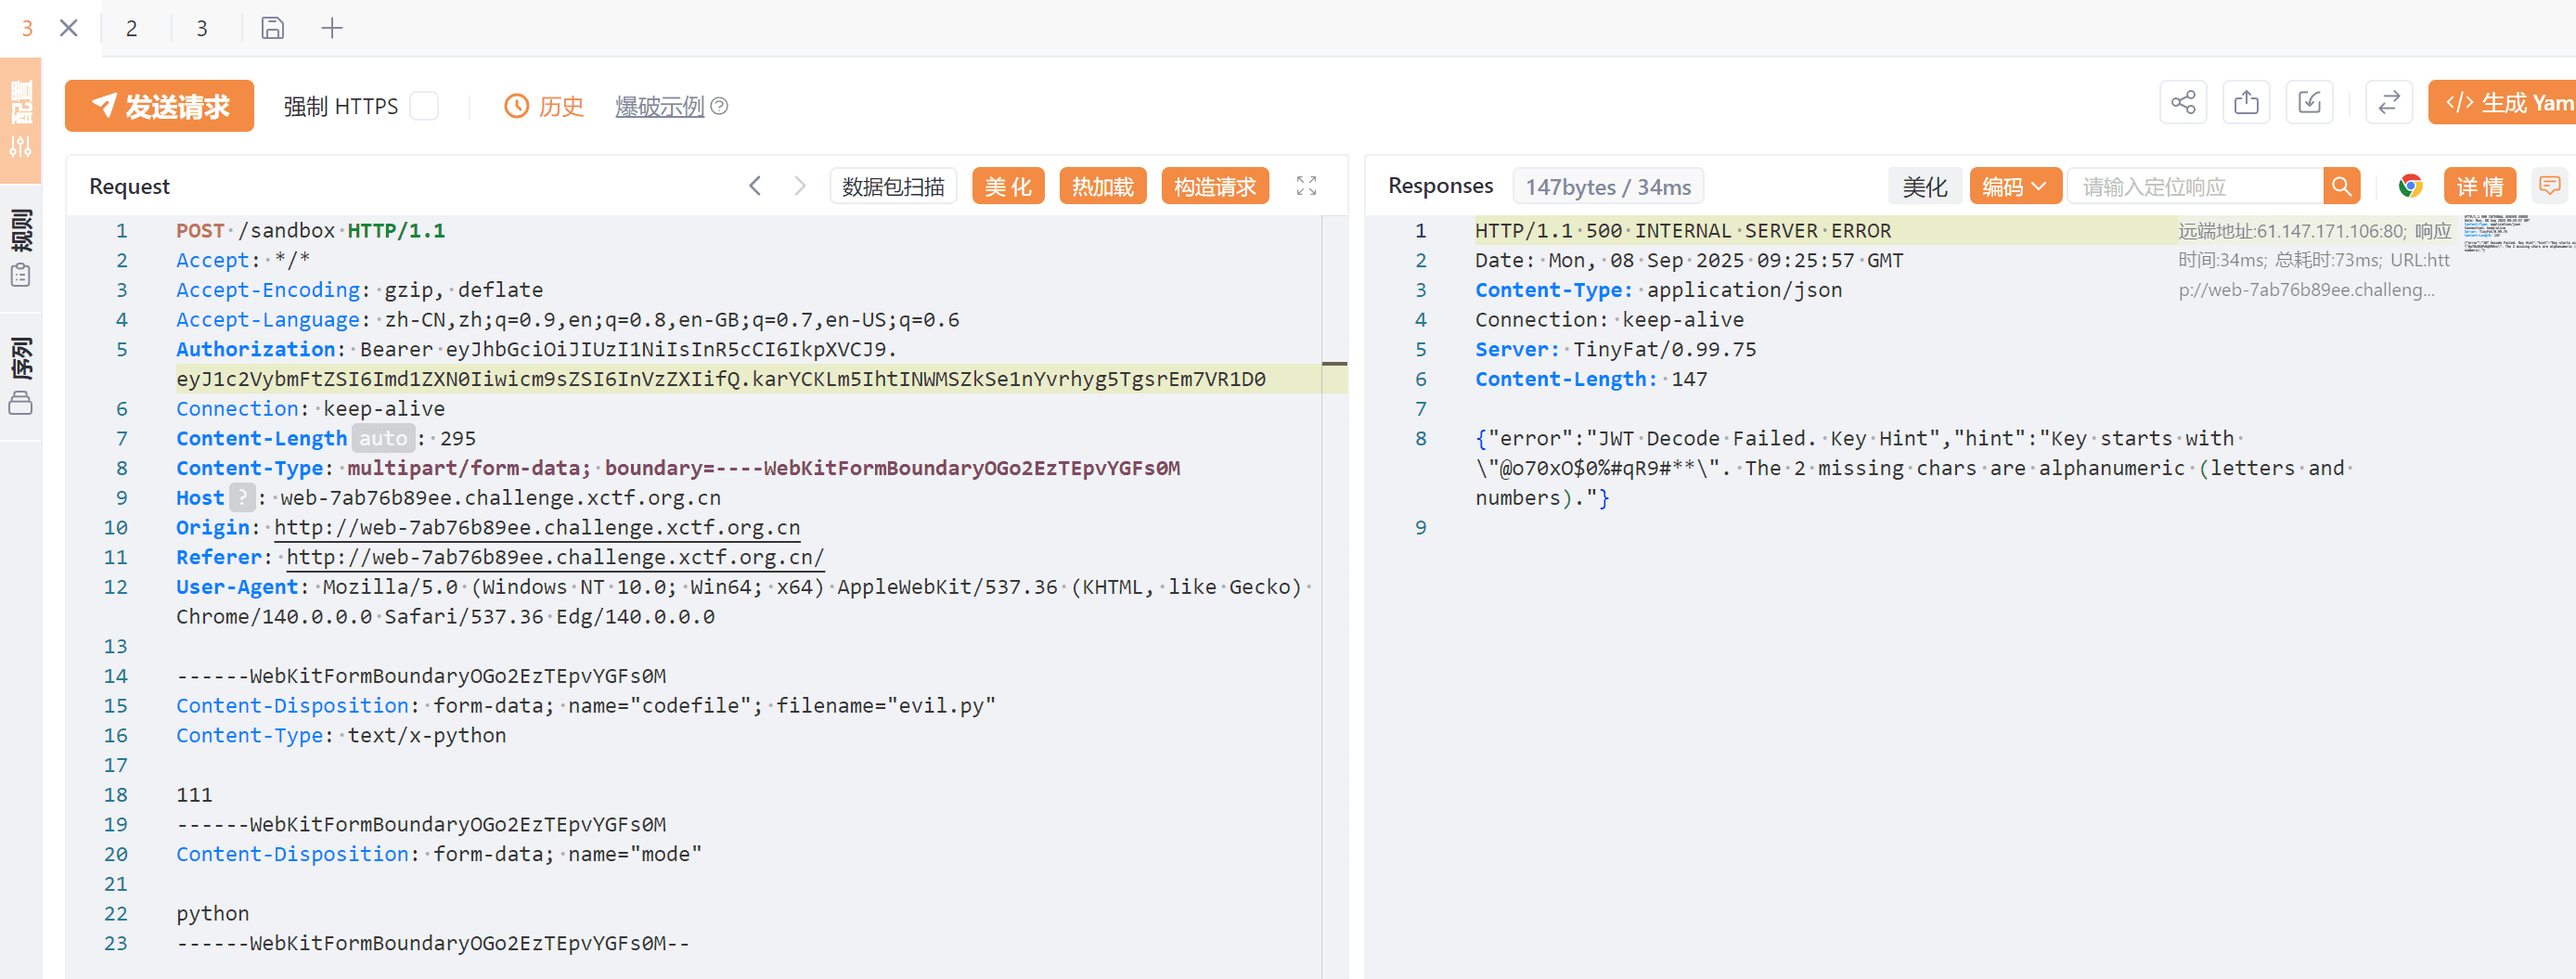 3 2 3
配置
规则
序列
发送请求 强制 HTTPS 历史 爆破示例 生成 Yam
Request 数据包扫描 美化 热加载 构造请求
1 POST /sandbox HTTP/1.1
2 Accept: */*
3 Accept-Encoding: gzip, deflate
4 Accept-Language: zh-CN,zh;q=0.9,en;q=0.8,en-GB;q=0.7,en-US;q=0.6
5 Authorization: Bearer eyJhbGciOiJIUzI1NiIsInR5cCI6IkpXVCJ9.
eyJ1c2VybmFtZSI6Imd1ZXN0Iiwicm9sZSI6InVzZXIifQ.karYCKLm5IhtINWMSZkSe1nYvrhyg5TgsrEm7VR1D0
6 Connection: keep-alive
7 Content-Length auto : 295
8 Content-Type: multipart/form-data; boundary=----WebKitFormBoundaryOGo2EzTEpvYGFs0M
9 Host ? : web-7ab76b89ee.challenge.xctf.org.cn
10 Origin: http://web-7ab76b89ee.challenge.xctf.org.cn
11 Referer: http://web-7ab76b89ee.challenge.xctf.org.cn/
12 User-Agent: Mozilla/5.0 (Windows NT 10.0; Win64; x64) AppleWebKit/537.36 (KHTML, like Gecko)
Chrome/140.0.0.0 Safari/537.36 Edg/140.0.0.0
13
14 ------WebKitFormBoundaryOGo2EzTEpvYGFs0M
15 Content-Disposition: form-data; name="codefile"; filename="evil.py"
16 Content-Type: text/x-python
17
18 111
19 ------WebKitFormBoundaryOGo2EzTEpvYGFs0M
20 Content-Disposition: form-data; name="mode"
21
22 python
23 ------WebKitFormBoundaryOGo2EzTEpvYGFs0M--
Responses 147bytes / 34ms 美化 编码 请输入定位响应 详情
1 HTTP/1.1 500 INTERNAL SERVER ERROR
2 Date: Mon, 08 Sep 2025 09:25:57 GMT
3 Content-Type: application/json
4 Connection: keep-alive
5 Server: TinyFat/0.99.75
6 Content-Length: 147
7
8 {"error":"JWT Decode Failed. Key Hint","hint":"Key starts with
\"@o70xO$0%#qR9#**\". The 2 missing chars are alphanumeric (letters and
numbers)."}
9
远端地址:61.147.171.106:80; 响应
时间:34ms; 总耗时:73ms; URL:htt
p://web-7ab76b89ee.challeng...